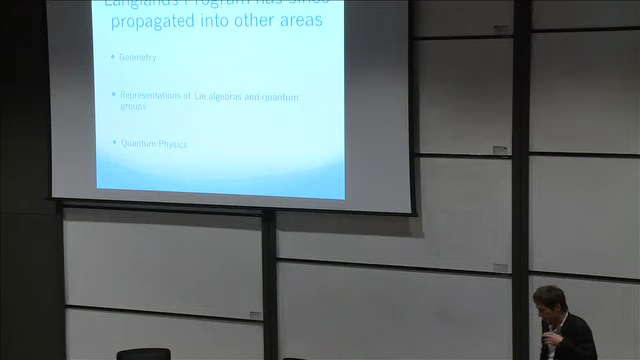 Langlands Program has since
propagated into other areas
• Geometry
• Representations of Lie algebras and quantum
groups
• Quantum Physics